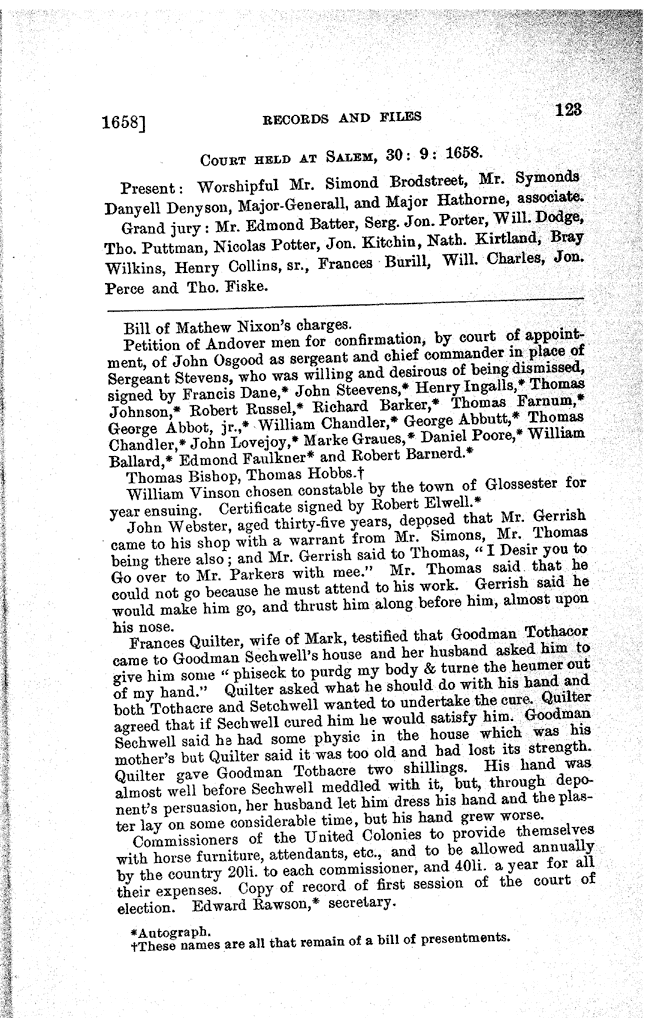 1658]
RECORDS AND FILES
123
COURT HELD AT SALEM, 30: 9: 1658.
Present: Worshipful Mr. Simond Brodstreet, Mr. Symonds
Danyell Denyson, Major-Generall, and Major Hathorne, associate.
Grand jury: Mr. Edmond Batter, Serg. Jon. Porter, Will. Dodge,
Tho. Puttman, Nicolas Potter, Jon. Kitchin, Nath. Kirtland, Bray
Wilkins, Henry Collins, sr., Frances Burill, Will. Charles, Jon.
Perce and Tho. Fiske.
Bill of Mathew Nixon's charges.
Petition of Andover men for confirmation, by court of appoint-
ment, of John Osgood as sergeant and chief commander in place of
Sergeant Stevens, who was willing and desirous of being dismissed,
signed by Francis Dane,* John Steevens,* Henry Ingalls,* Thomas
Johnson,* Robert Russel,* Richard Barker,* Thomas Farnum,*
George Abbot, jr.,* William Chandler,* George Abbutt,* Thomas
Chandler,* John Lovejoy,* Marke Graues,* Daniel Poore,* William
Ballard,* Edmond Faulkner* and Robert Barnerd.*
Thomas Bishop, Thomas Hobbs.†
William Vinson chosen constable by the town of Glossester for
year ensuing. Certificate signed by Robert Elwell.*
John Webster, aged thirty-five years, deposed that Mr. Gerrish
came to his shop with a warrant from Mr. Simons, Mr. Thomas
being there also; and Mr. Gerrish said to Thomas, "I Desir you to
Go over to Mr. Parkers with mee." Mr. Thomas said that he
could not go because he must attend to his work. Gerrish said he
would make him go, and thrust him along before him, almost upon
his nose.
Frances Quilter, wife of Mark, testified that Goodman Tothacor
came to Goodman Sechwell's house and her husband asked him to
give him some "phiseck to purdg my body & turne the heumer out
of my hand." Quilter asked what he should do with his hand and
both Tothacre and Setchwell wanted to undertake the cure. Quilter
agreed that if Sechwell cured him he would satisfy him. Goodman
Sechwell said he had some physic in the house which was his
mother's but Quilter said it was too old and had lost its strength.
Quilter gave Goodman Tothacre two shillings. His hand was
almost well before Sechwell meddled with it, but, through depo-
nent's persuasion, her husband let him dress his hand and the plas-
ter lay on some considerable time, but his hand grew worse.
Commissioners of the United Colonies to provide themselves
with horse furniture, attendants, etc., and to be allowed annually
by the country 20li. to each commissioner, and 40li. a year for all
their expenses. Copy of record of first session of the court of
election. Edward Rawson,* secretary.
*Autograph.
†These names are all that remain of a bill of presentments.